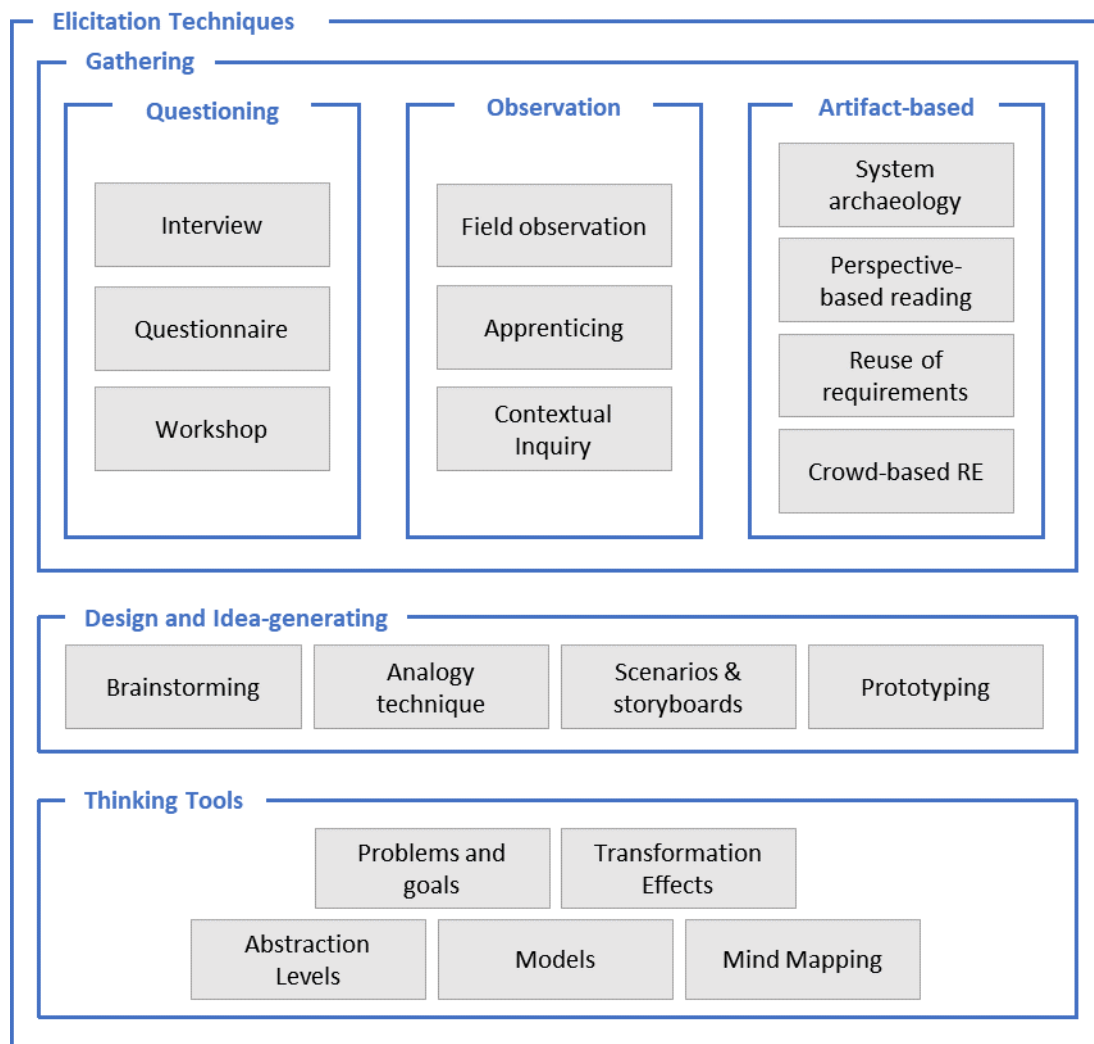 Elicitation Techniques
Gathering
Questioning
Interview
Questionnaire
Workshop
Observation
Field observation
Apprenticing
Contextual
Inquiry
Artifact-based
System
archaeology
Perspective-
based reading
Reuse of
requirements
Crowd-based RE
Design and Idea-generating
Brainstorming
Analogy
technique
Scenarios &
storyboards
Prototyping
Thinking Tools
Problems and
goals
Transformation
Effects
Abstraction
Levels
Models
Mind Mapping